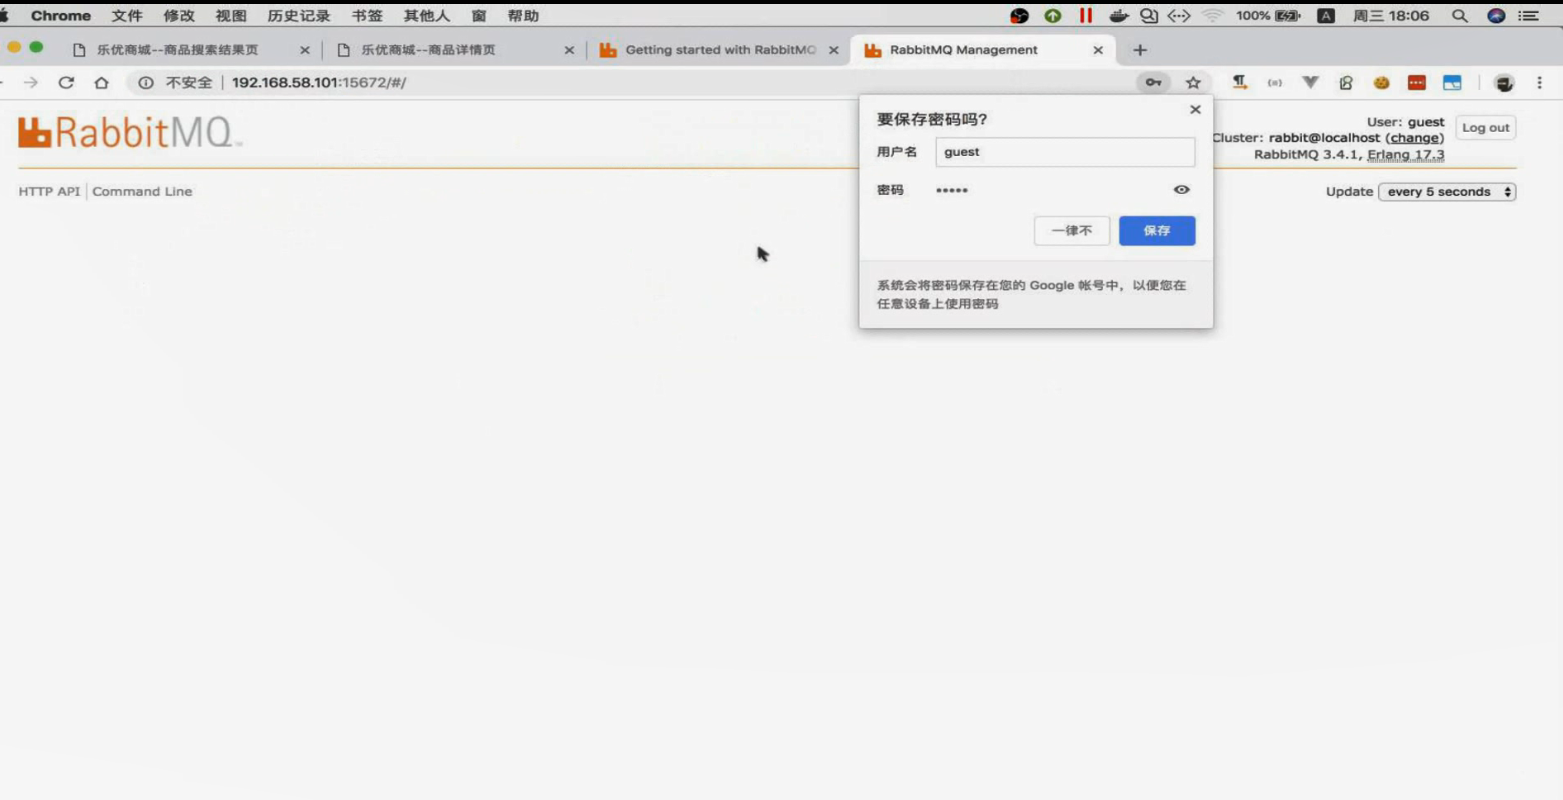 Chrome 文件 修改 视图 历史记录 书签 其他人 窗 帮助 100% A 周三 18:06
乐优商城--商品搜索结果页 乐优商城--商品详情页 Getting started with RabbitMQ RabbitMQ Management
不安全 192.168.58.101:15672/#/
要保存密码吗?
用户名 guest
密码 •••••
一律不 保存
系统会将密码保存在您的 Google 帐号中，以便您在
任意设备上使用密码
RabbitMQ
User: guest
Log out
Cluster: rabbit@localhost (change)
RabbitMQ 3.4.1, Erlang 17.3
HTTP API Command Line
Update every 5 seconds